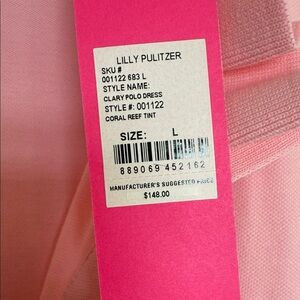 LILLY PULITZER
SKU #
001122 683 L
STYLE NAME:
CLARY POLO DRESS
STYLE #: 001122
CORAL REEF TINT
SIZE: L
889069 452162
MANUFACTURER'S SUGGESTED PRICE
$148.00